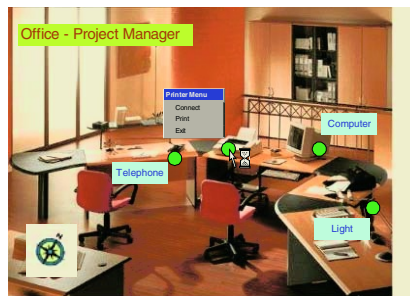 Office - Project Manager
Printer Menu
Connect
Print
Exit
Computer
Telephone
Light